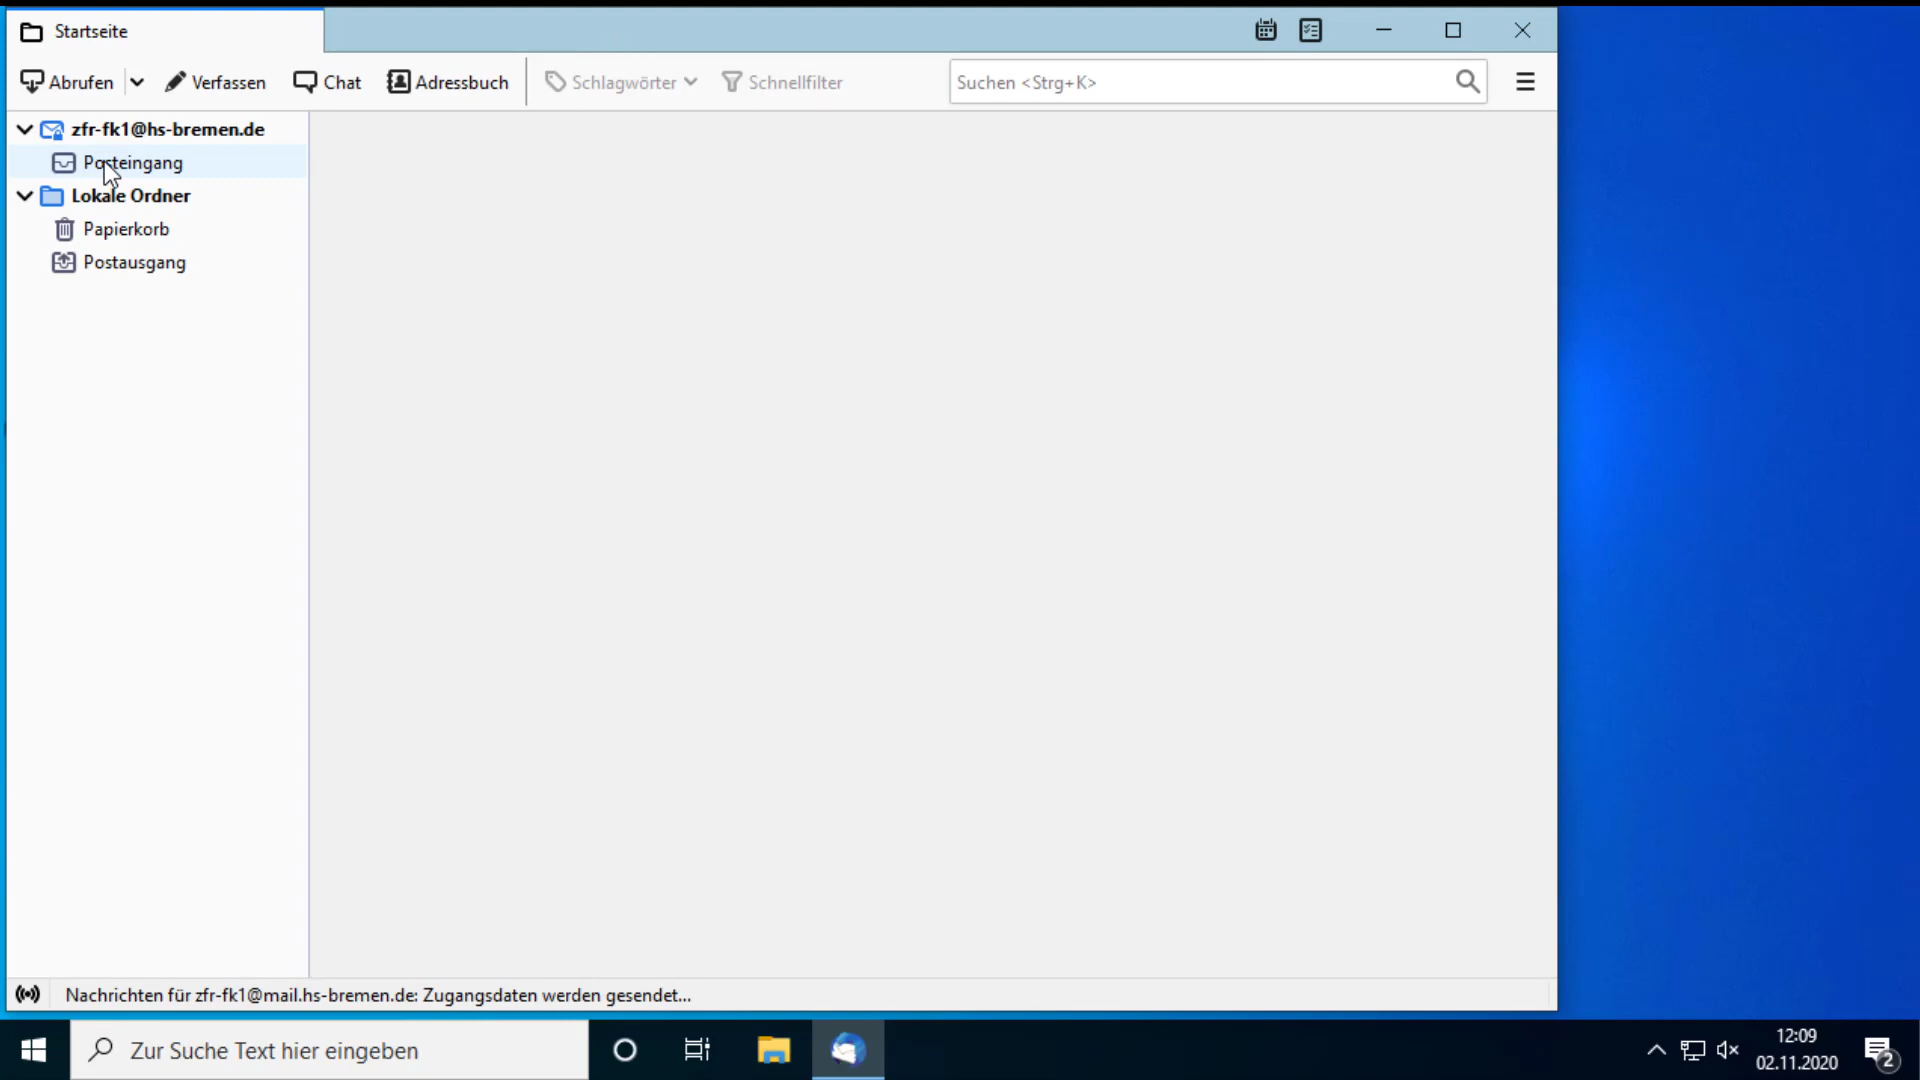 Startseite
Abrufen Verfassen Chat Adressbuch Schlagwörter Schnellfilter Suchen <Strg+K>
zfr-fk1@hs-bremen.de
Posteingang
Lokale Ordner
Papierkorb
Postausgang
Nachrichten für zfr-fk1@mail.hs-bremen.de: Zugangsdaten werden gesendet...
Zur Suche Text hier eingeben
12:09
02.11.2020
2